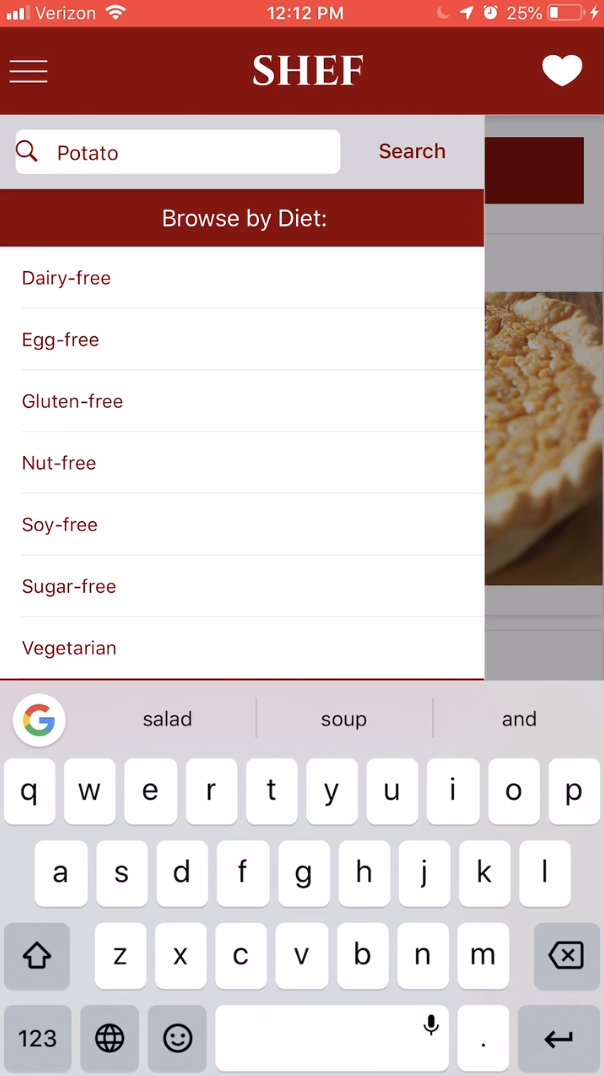 Verizon 12:12 PM 25%
SHEF
Potato Search
Browse by Diet:
Dairy-free
Egg-free
Gluten-free
Nut-free
Soy-free
Sugar-free
Vegetarian
G salad soup and
q w e r t y u i o p
a s d f g h j k l
z x c v b n m
123 .